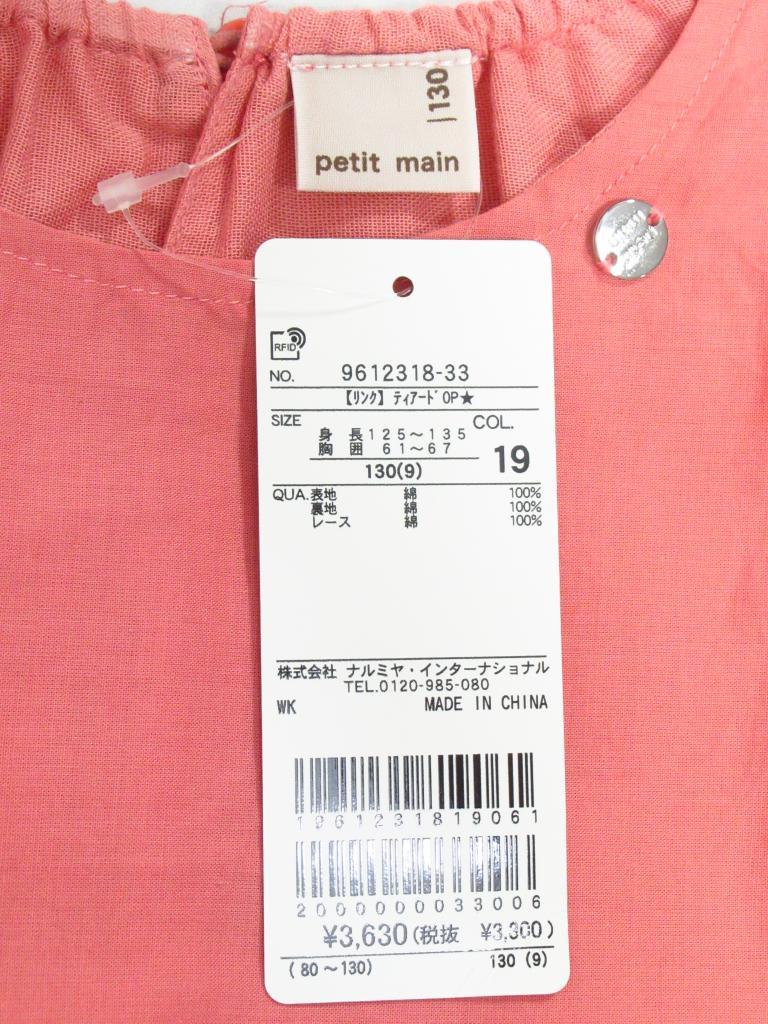 130
petit main
RFID
NO. 9612318-33
【ﾘﾝｸ】ﾃｨｱｰﾄﾞOP★
SIZE
COL.
身 長 125～135
胸 囲 61～67
130(9)
19
QUA.表地 綿 100%
裏地 綿 100%
レース 綿 100%
株式会社 ナルミヤ・インターナショナル
TEL.0120-985-080
WK MADE IN CHINA
1961231819061
2000000033006
¥3,630(税抜 ¥3,300)
(80～130) 130 (9)